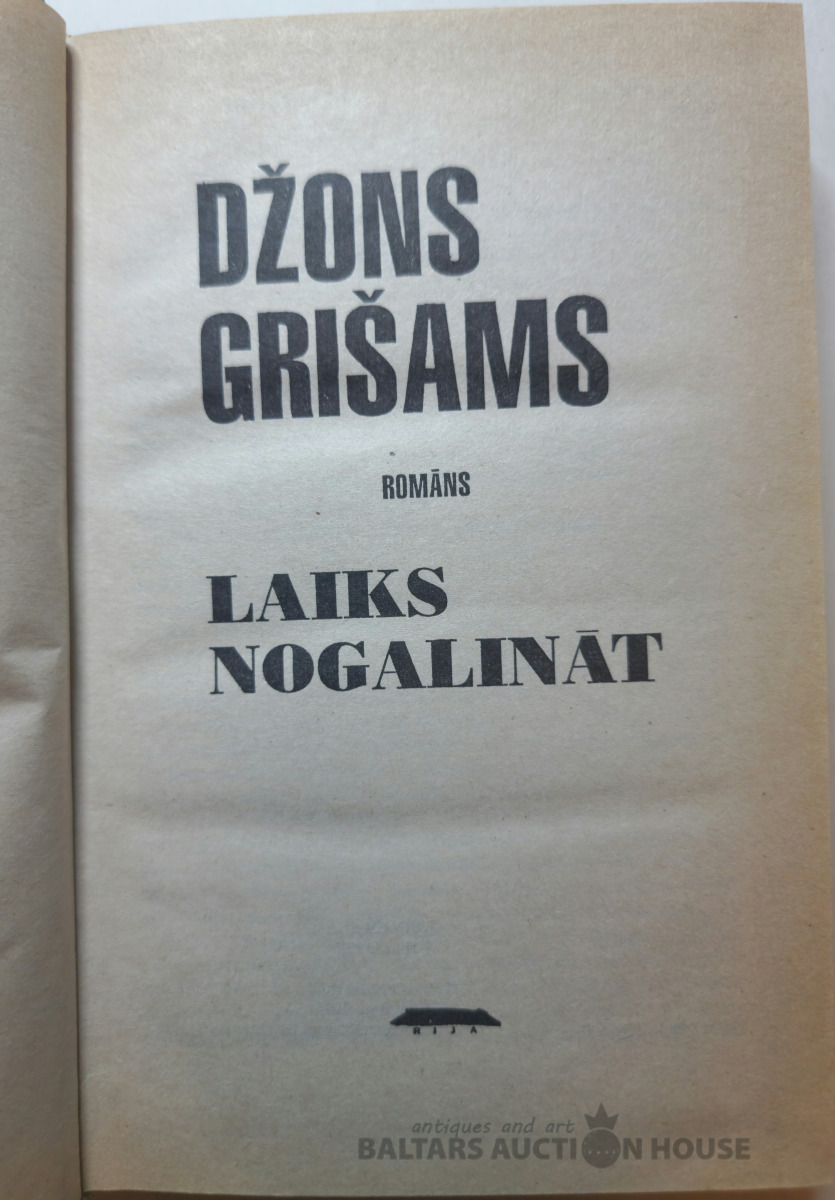 DŽONS
GRIŠAMS
ROMĀNS
LAIKS
NOGALINĀT
RIJA
antiques and art
BALTARS AUCTION HOUSE